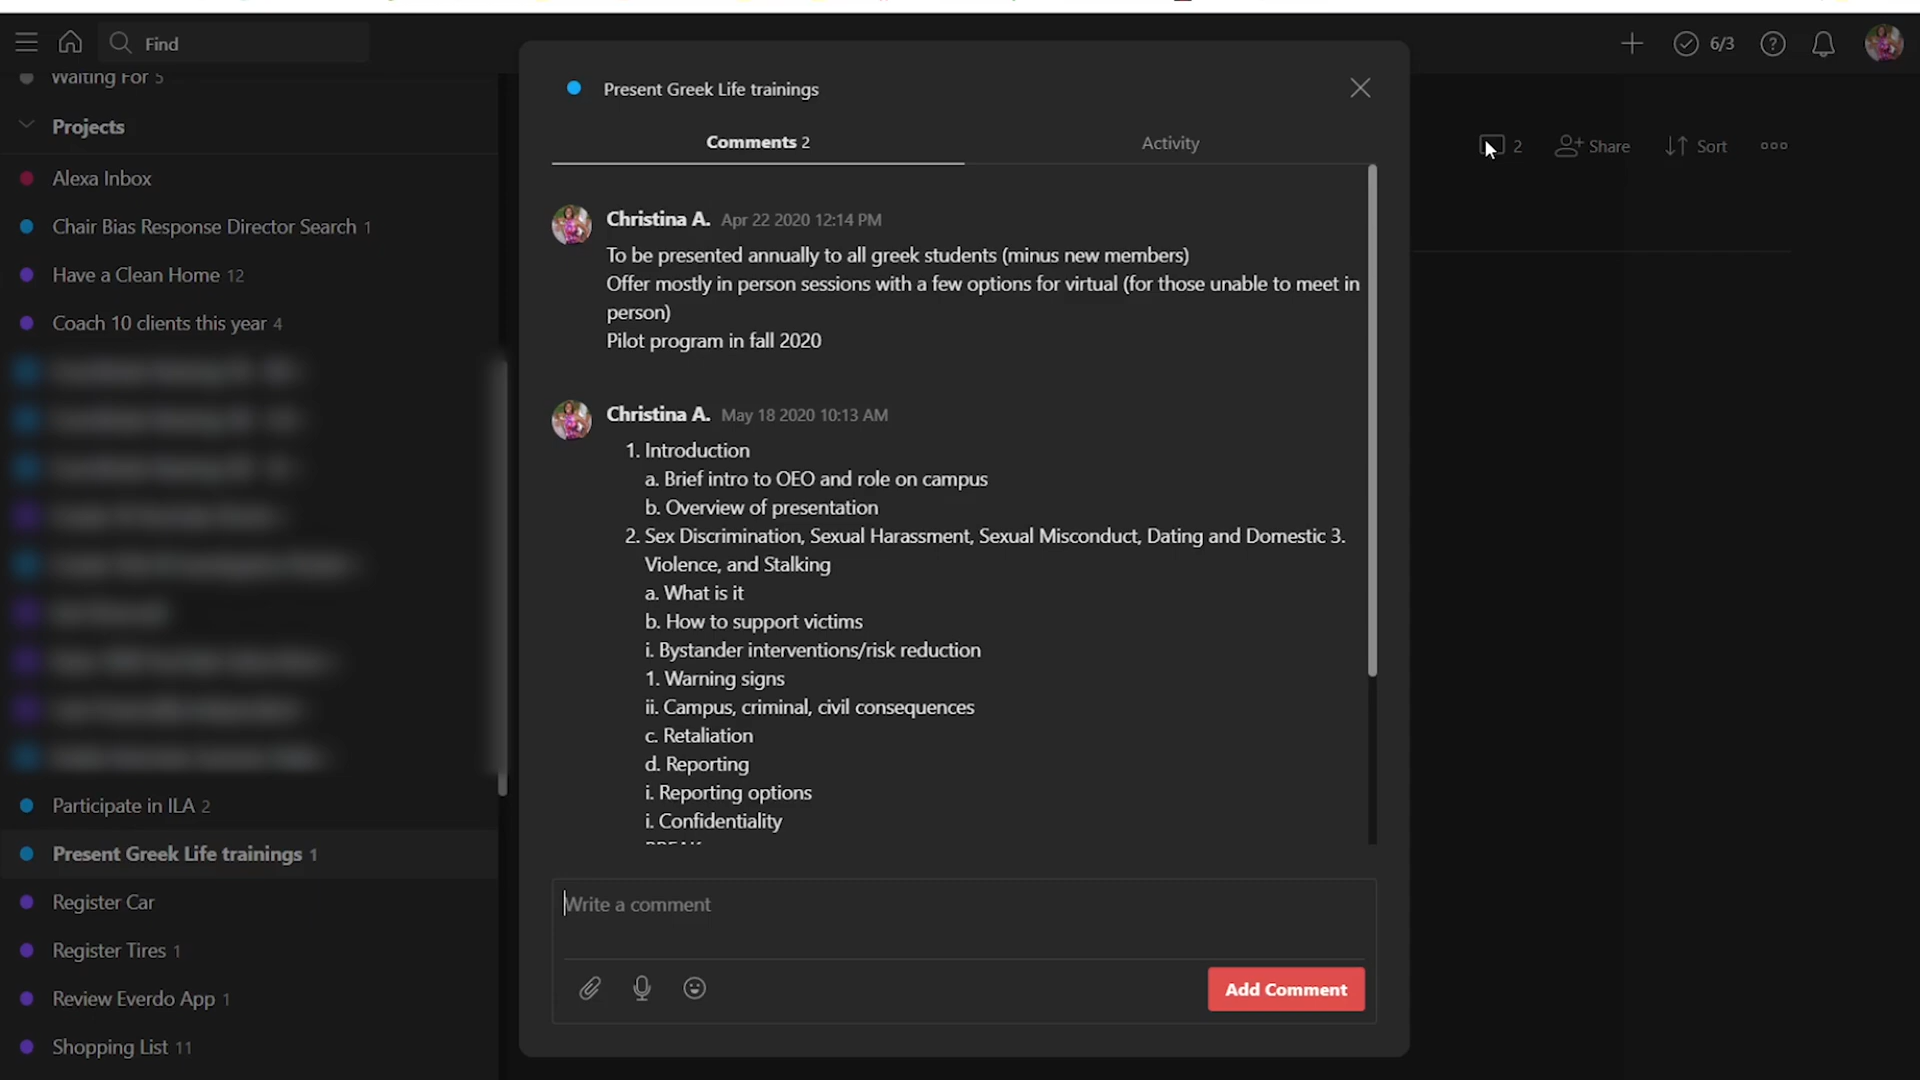 Find
6/3
Waiting For 5
Projects
Alexa Inbox
Chair Bias Response Director Search 1
Have a Clean Home 12
Coach 10 clients this year 4
Participate in ILA 2
Present Greek Life trainings 1
Register Car
Register Tires 1
Review Everdo App 1
Shopping List 11
2
Share
Sort
Present Greek Life trainings
Comments 2
Activity
Christina A. Apr 22 2020 12:14 PM
To be presented annually to all greek students (minus new members)
Offer mostly in person sessions with a few options for virtual (for those unable to meet in
person)
Pilot program in fall 2020
Christina A. May 18 2020 10:13 AM
1. Introduction
a. Brief intro to OEO and role on campus
b. Overview of presentation
2. Sex Discrimination, Sexual Harassment, Sexual Misconduct, Dating and Domestic 3.
Violence, and Stalking
a. What is it
b. How to support victims
i. Bystander interventions/risk reduction
1. Warning signs
ii. Campus, criminal, civil consequences
c. Retaliation
d. Reporting
i. Reporting options
i. Confidentiality
Write a comment
Add Comment